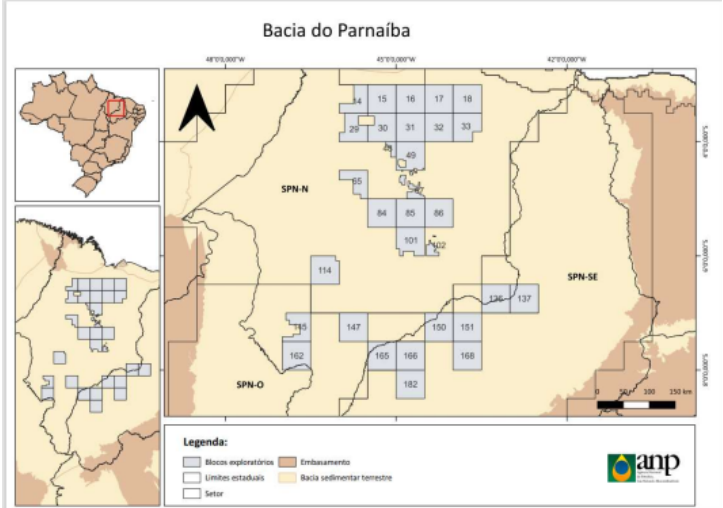 Bacia do Parnaíba
48°0'0,000"W 45°0'0,000"W 42°0'0,000"W
14 15 16 17 18
29 30 31 32 33
49
65
SPN-N
84 85 86
101 102
114
SPN-SE
136 137
145 147 150 151
162 165 166 168
SPN-O
182
0 50 100 150 km
Legenda:
Blocos exploratórios Embasamento
Limites estaduais Bacia sedimentar terrestre
Setor
anp